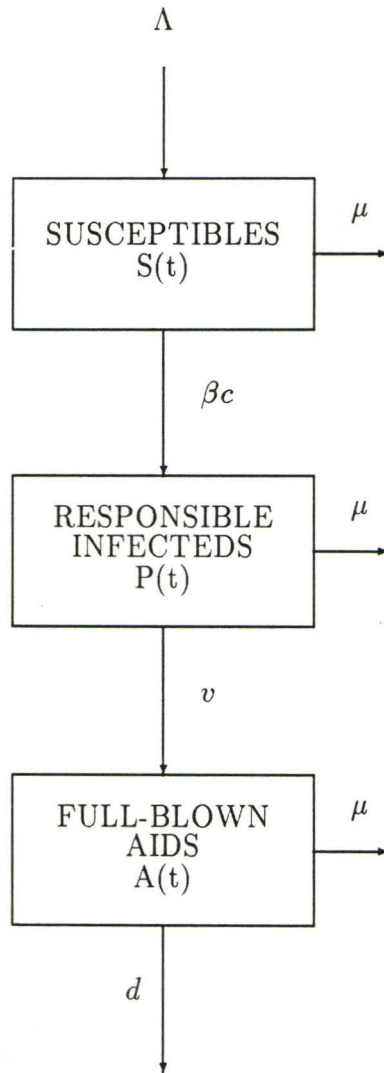 Λ
SUSCEPTIBLES
S(t)
μ
βc
RESPONSIBLE
INFECTEDS
P(t)
μ
v
FULL-BLOWN
AIDS
A(t)
μ
d